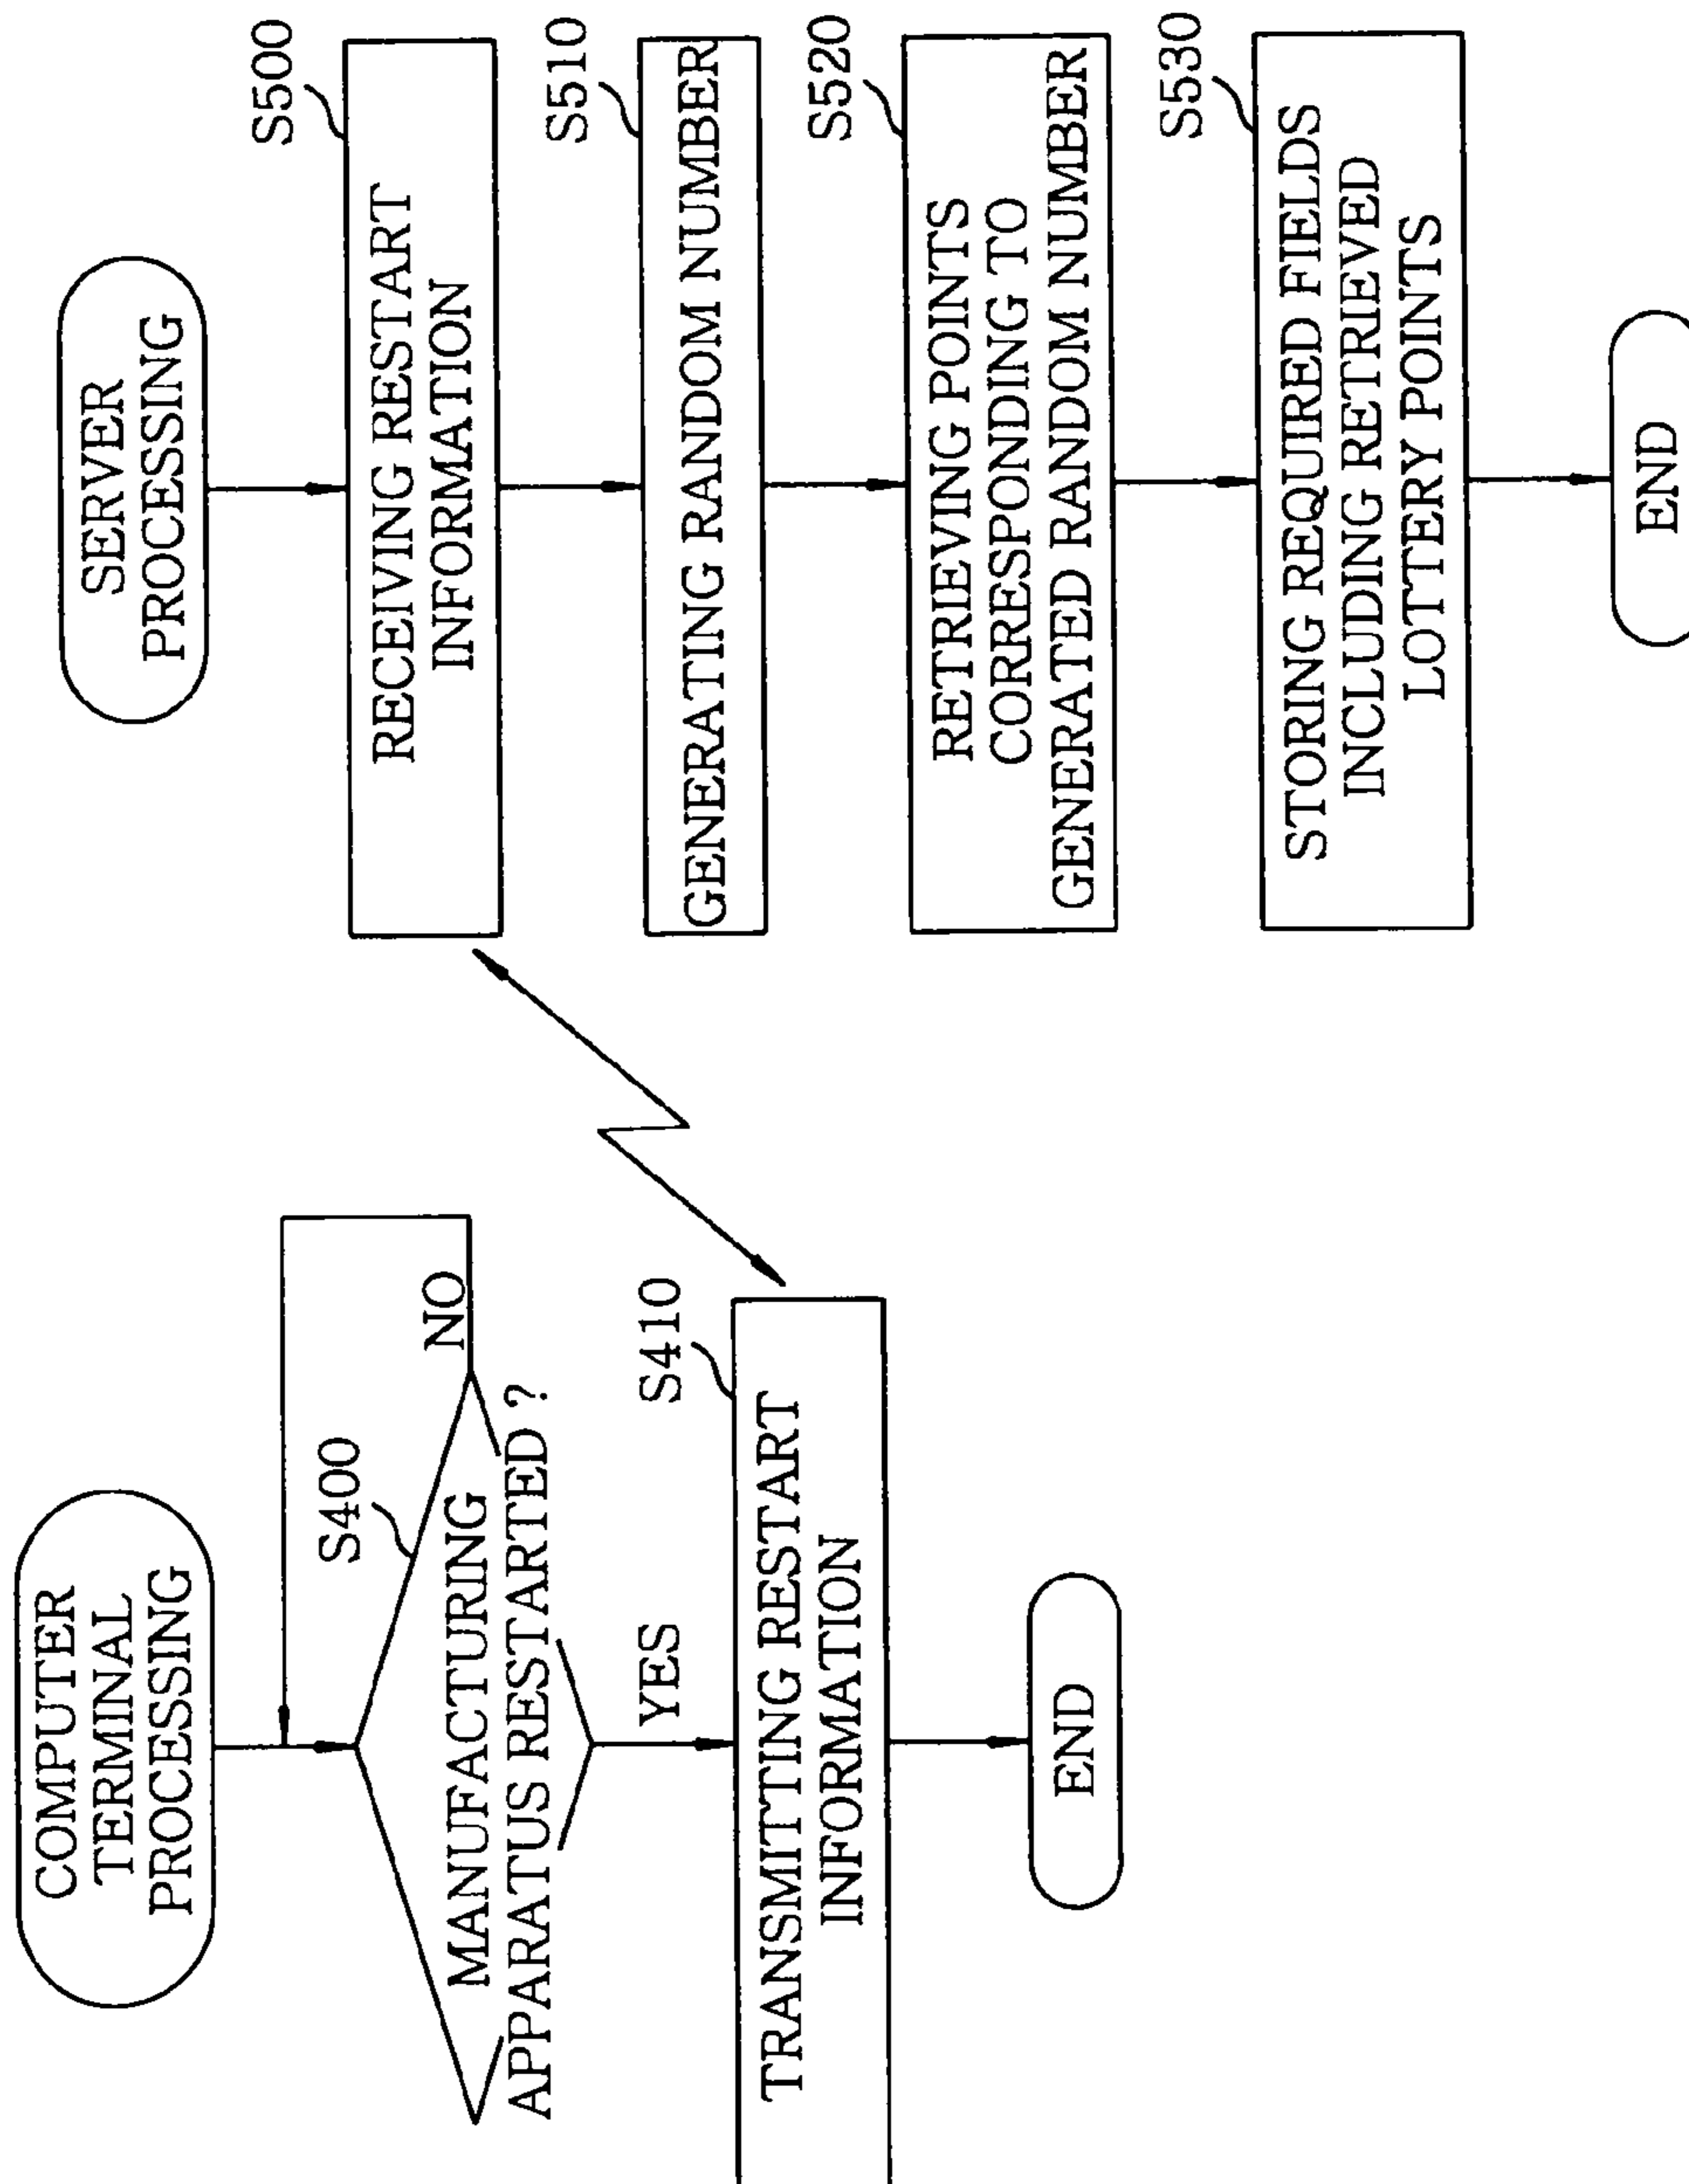 COMPUTER
TERMINAL
PROCESSING
S400
MANUFACTURING
APPARATUS RESTARTED ?
NO
YES
S410
TRANSMITTING RESTART
INFORMATION
END
SERVER
PROCESSING
S500
RECEIVING RESTART
INFORMATION
S510
GENERATING RANDOM NUMBER
S520
RETRIEVING POINTS
CORRESPONDING TO
GENERATED RANDOM NUMBER
S530
STORING REQUIRED FIELDS
INCLUDING RETRIEVED
LOTTERY POINTS
END